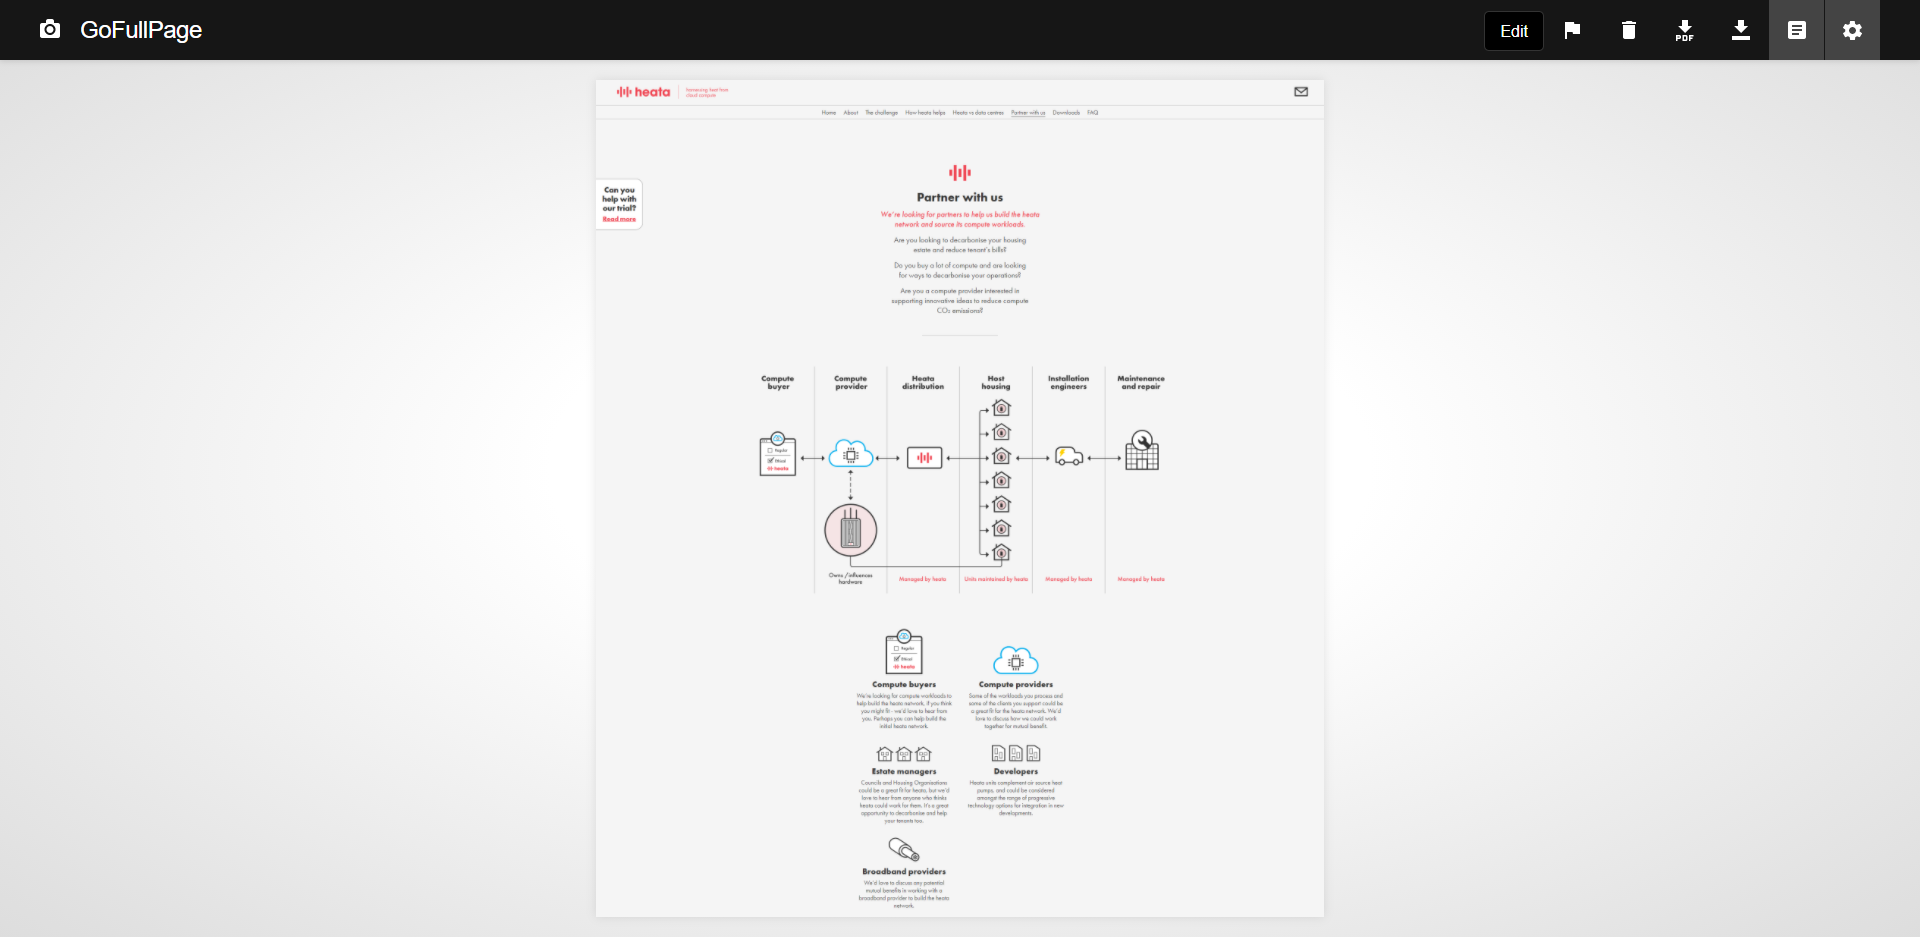 GoFullPage
Edit
PDF
heata
harnessing heat from
cloud compute
Home About The challenge How heata helps Heata vs data centres Partner with us Downloads FAQ
Can you
help with
our trial?
Read more
Partner with us
We're looking for partners to help us build the heata
network and source its compute workloads.
Are you looking to decarbonise your housing
estate and reduce tenant's bills?
Do you buy a lot of compute and are looking
for ways to decarbonise your operations?
Are you a compute provider interested in
supporting innovative ideas to reduce compute
CO₂ emissions?
Compute buyer
Compute provider
Heata distribution
Host housing
Installation engineers
Maintenance and repair
Regular
Ethical
heata
Owns / influences
hardware
Managed by heata
Units maintained by heata
Managed by heata
Managed by heata
Regular
Ethical
heata
Compute buyers
We're looking for compute workloads to
help build the heata network, if you think
you might fit - we'd love to hear from
you. Perhaps you can help build the
initial heata network.
Compute providers
Some of the workloads you process and
some of the clients you support could be
a great fit for the heata network. We'd
love to discuss how we could work
together for mutual benefit.
Estate managers
Councils and Housing Organisations
could be a great fit for heata, but we'd
love to hear from anyone who thinks
heata could work for them. It's a great
opportunity to decarbonise and help
your tenants too.
Developers
Heata units complement air source heat
pumps, and could be considered
amongst the range of progressive
technology options for integration in new
developments.
Broadband providers
We'd love to discuss any potential
mutual benefits in working with a
broadband provider to build the heata
network.